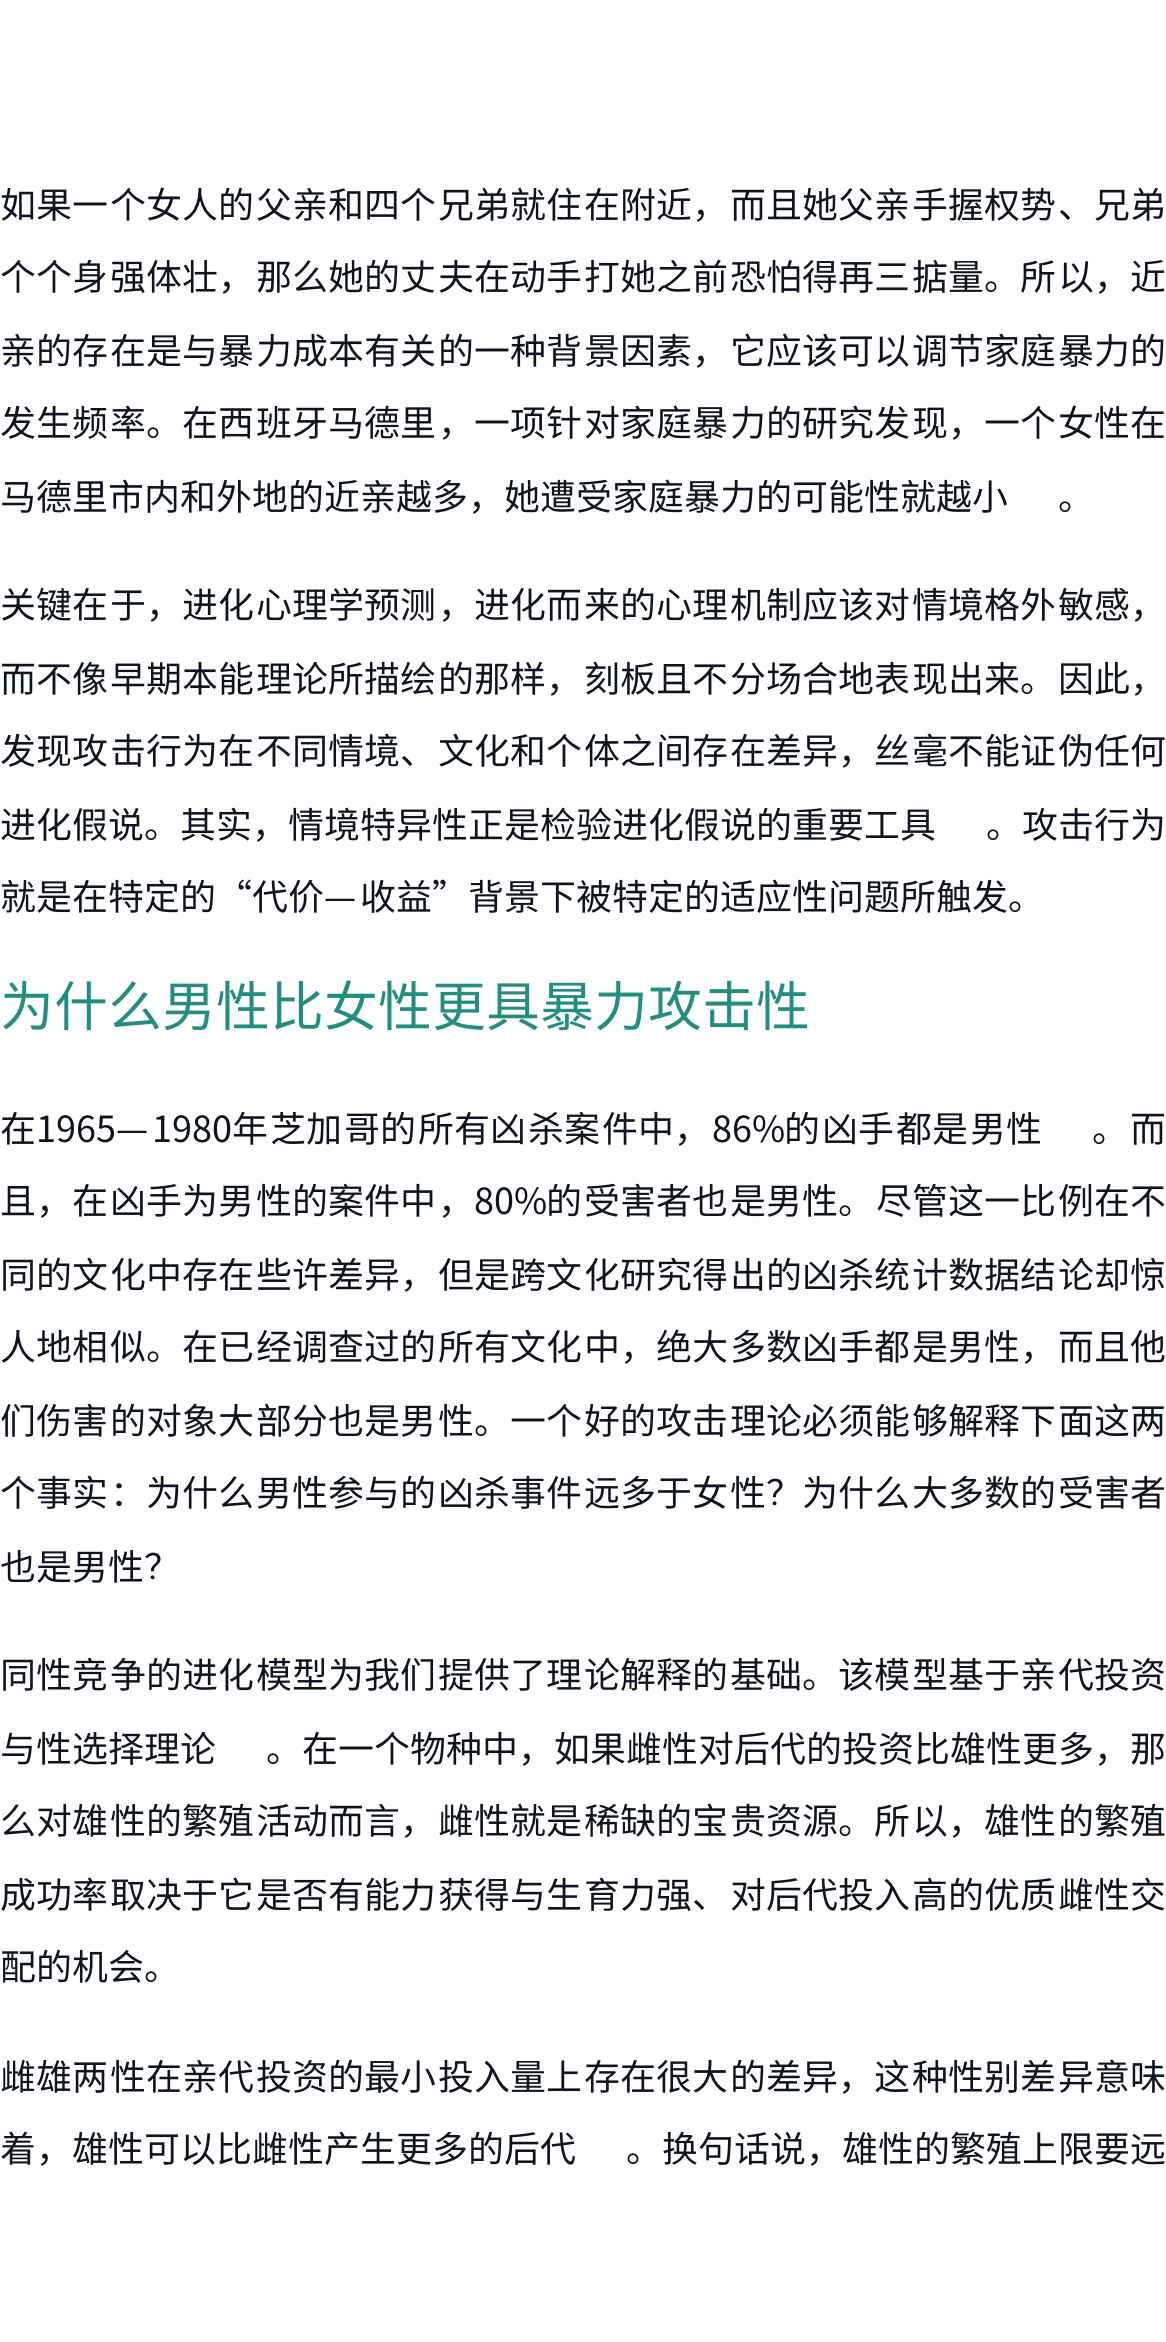 如果一个女人的父亲和四个兄弟就住在附近，而且她父亲手握权势、兄弟
个个身强体壮，那么她的丈夫在动手打她之前恐怕得再三掂量。所以，近
亲的存在是与暴力成本有关的一种背景因素，它应该可以调节家庭暴力的
发生频率。在西班牙马德里，一项针对家庭暴力的研究发现，一个女性在
马德里市内和外地的近亲越多，她遭受家庭暴力的可能性就越小 。
关键在于，进化心理学预测，进化而来的心理机制应该对情境格外敏感，
而不像早期本能理论所描绘的那样，刻板且不分场合地表现出来。因此，
发现攻击行为在不同情境、文化和个体之间存在差异，丝毫不能证伪任何
进化假说。其实，情境特异性正是检验进化假说的重要工具 。攻击行为
就是在特定的“代价—收益”背景下被特定的适应性问题所触发。
为什么男性比女性更具暴力攻击性
在1965—1980年芝加哥的所有凶杀案件中，86%的凶手都是男性 。而
且，在凶手为男性的案件中，80%的受害者也是男性。尽管这一比例在不
同的文化中存在些许差异，但是跨文化研究得出的凶杀统计数据结论却惊
人地相似。在已经调查过的所有文化中，绝大多数凶手都是男性，而且他
们伤害的对象大部分也是男性。一个好的攻击理论必须能够解释下面这两
个事实：为什么男性参与的凶杀事件远多于女性？为什么大多数的受害者
也是男性？
同性竞争的进化模型为我们提供了理论解释的基础。该模型基于亲代投资
与性选择理论 。在一个物种中，如果雌性对后代的投资比雄性更多，那
么对雄性的繁殖活动而言，雌性就是稀缺的宝贵资源。所以，雄性的繁殖
成功率取决于它是否有能力获得与生育力强、对后代投入高的优质雌性交
配的机会。
雌雄两性在亲代投资的最小投入量上存在很大的差异，这种性别差异意味
着，雄性可以比雌性产生更多的后代 。换句话说，雄性的繁殖上限要远